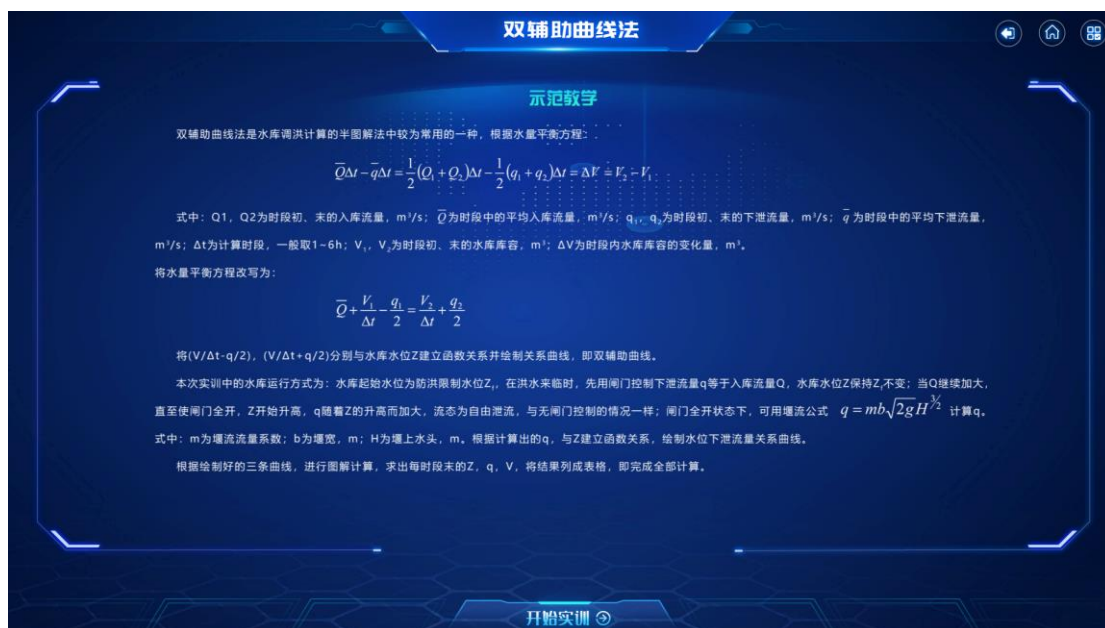 双辅助曲线法
示范教学
双辅助曲线法是水库调洪计算的半图解法中较为常用的一种，根据水量平衡方程：
Q̅Δt − q̅Δt = 1/2(Q₁ + Q₂)Δt − 1/2(q₁ + q₂)Δt = ΔV = V₂ − V₁
式中：Q1，Q2为时段初、末的入库流量，m³/s；Q̅为时段中的平均入库流量，m³/s；q₁，q₂为时段初、末的下泄流量，m³/s；q̅为时段中的平均下泄流量，
m³/s；Δt为计算时段，一般取1~6h；V₁，V₂为时段初、末的水库库容，m³；ΔV为时段内水库库容的变化量，m³。
将水量平衡方程改写为：
Q̅ + V₁/Δt − q₁/2 = V₂/Δt + q₂/2
将(V/Δt-q/2)，(V/Δt+q/2)分别与水库水位Z建立函数关系并绘制关系曲线，即双辅助曲线。
本次实训中的水库运行方式为：水库起始水位为防洪限制水位Zf，在洪水来临时，先用闸门控制下泄流量q等于入库流量Q，水库水位Z保持Zf不变；当Q继续加大，
直至使闸门全开，Z开始升高，q随着Z的升高而加大，流态为自由泄流，与无闸门控制的情况一样；闸门全开状态下，可用堰流公式 q = mb√2g H^3/2 计算q。
式中：m为堰流流量系数；b为堰宽，m；H为堰上水头，m。根据计算出的q，与Z建立函数关系，绘制水位下泄流量关系曲线。
根据绘制好的三条曲线，进行图解计算，求出每时段末的Z，q，V，将结果列成表格，即完成全部计算。
开始实训